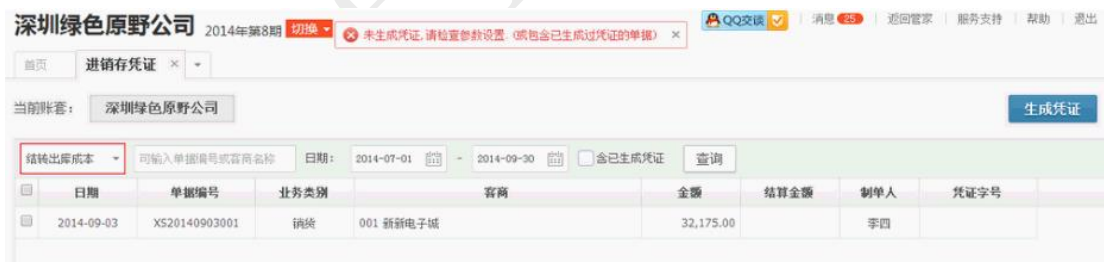 深圳绿色原野公司 2014年第8期 切换 未生成凭证,请检查参数设置.(或包含已生成过凭证的单据) × QQ交谈 消息 25 返回管家 服务支持 帮助 退出
首页 进销存凭证 ×
当前账套: 深圳绿色原野公司 生成凭证
结转出库成本 可输入单据编号或客商名称 日期: 2014-07-01 - 2014-09-30 含已生成凭证 查询
日期 单据编号 业务类别 客商 金额 结算金额 制单人 凭证字号
2014-09-03 XS20140903001 销货 001 新新电子城 32,175.00 李四